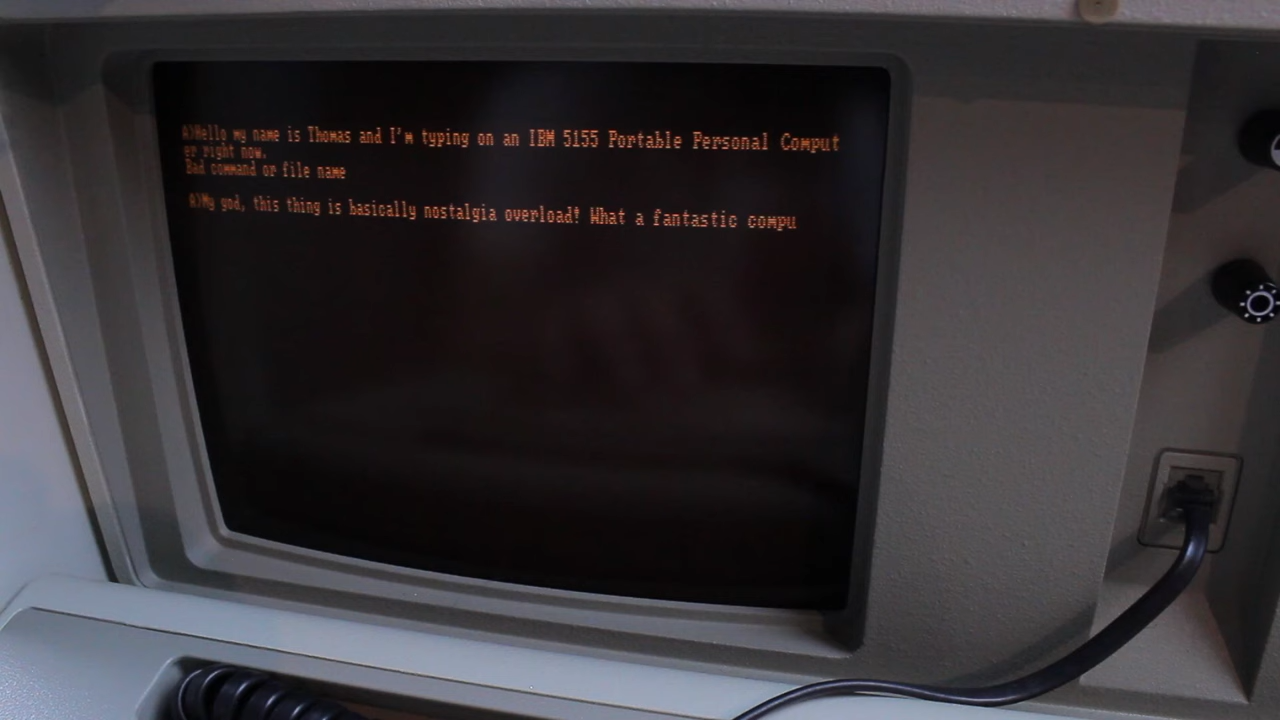 A>Hello my name is Thomas and I'm typing on an IBM 5155 Portable Personal Comput
er right now.
Bad command or file name
A>My god, this thing is basically nostalgia overload! What a fantastic compu